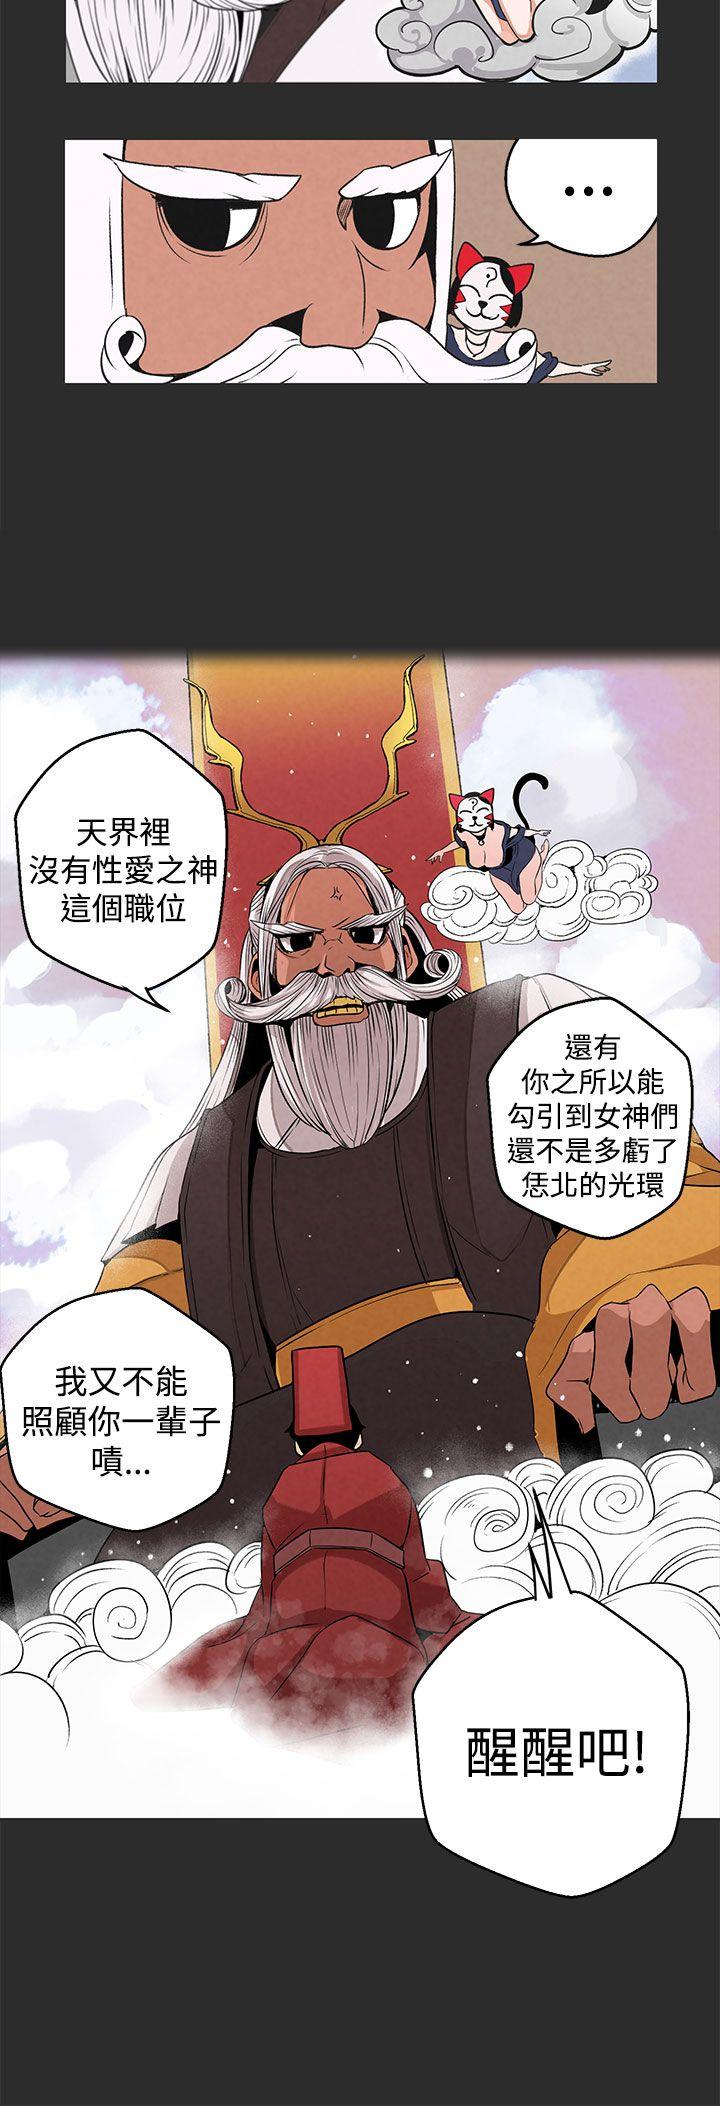 ...
天界裡
沒有性愛之神
這個職位
還有
你之所以能
勾引到女神們
還不是多虧了
恁北的光環
我又不能
照顧你一輩子
嘖...
醒醒吧!